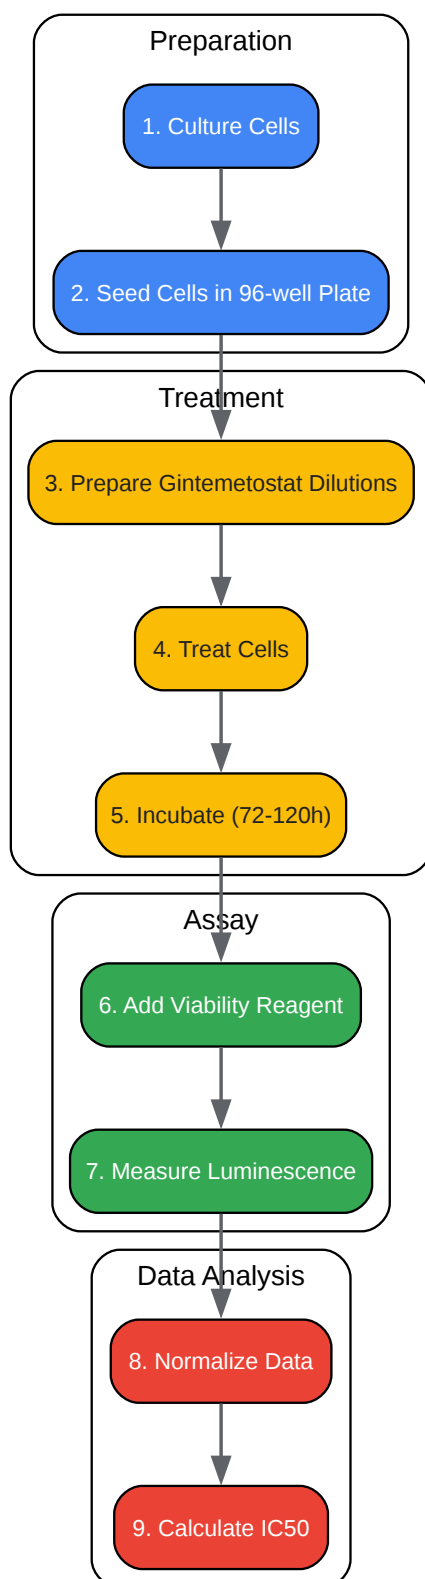 Preparation
1. Culture Cells
2. Seed Cells in 96-well Plate
Treatment
3. Prepare Gintemetostat Dilutions
4. Treat Cells
5. Incubate (72-120h)
Assay
6. Add Viability Reagent
7. Measure Luminescence
Data Analysis
8. Normalize Data
9. Calculate IC50